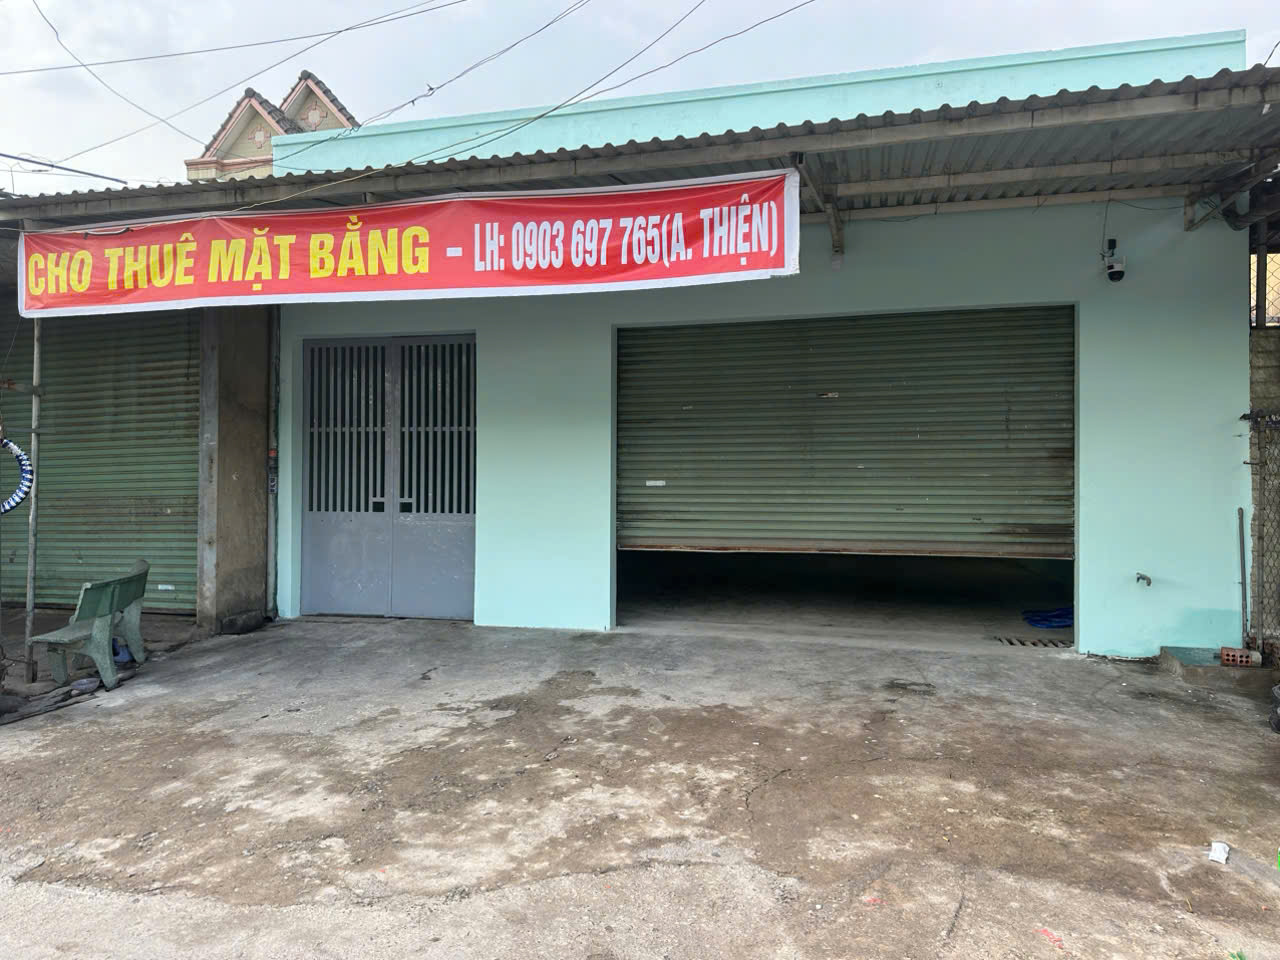 CHO THUÊ MẶT BẰNG - LH: 0903 697 765(A. THIỆN)